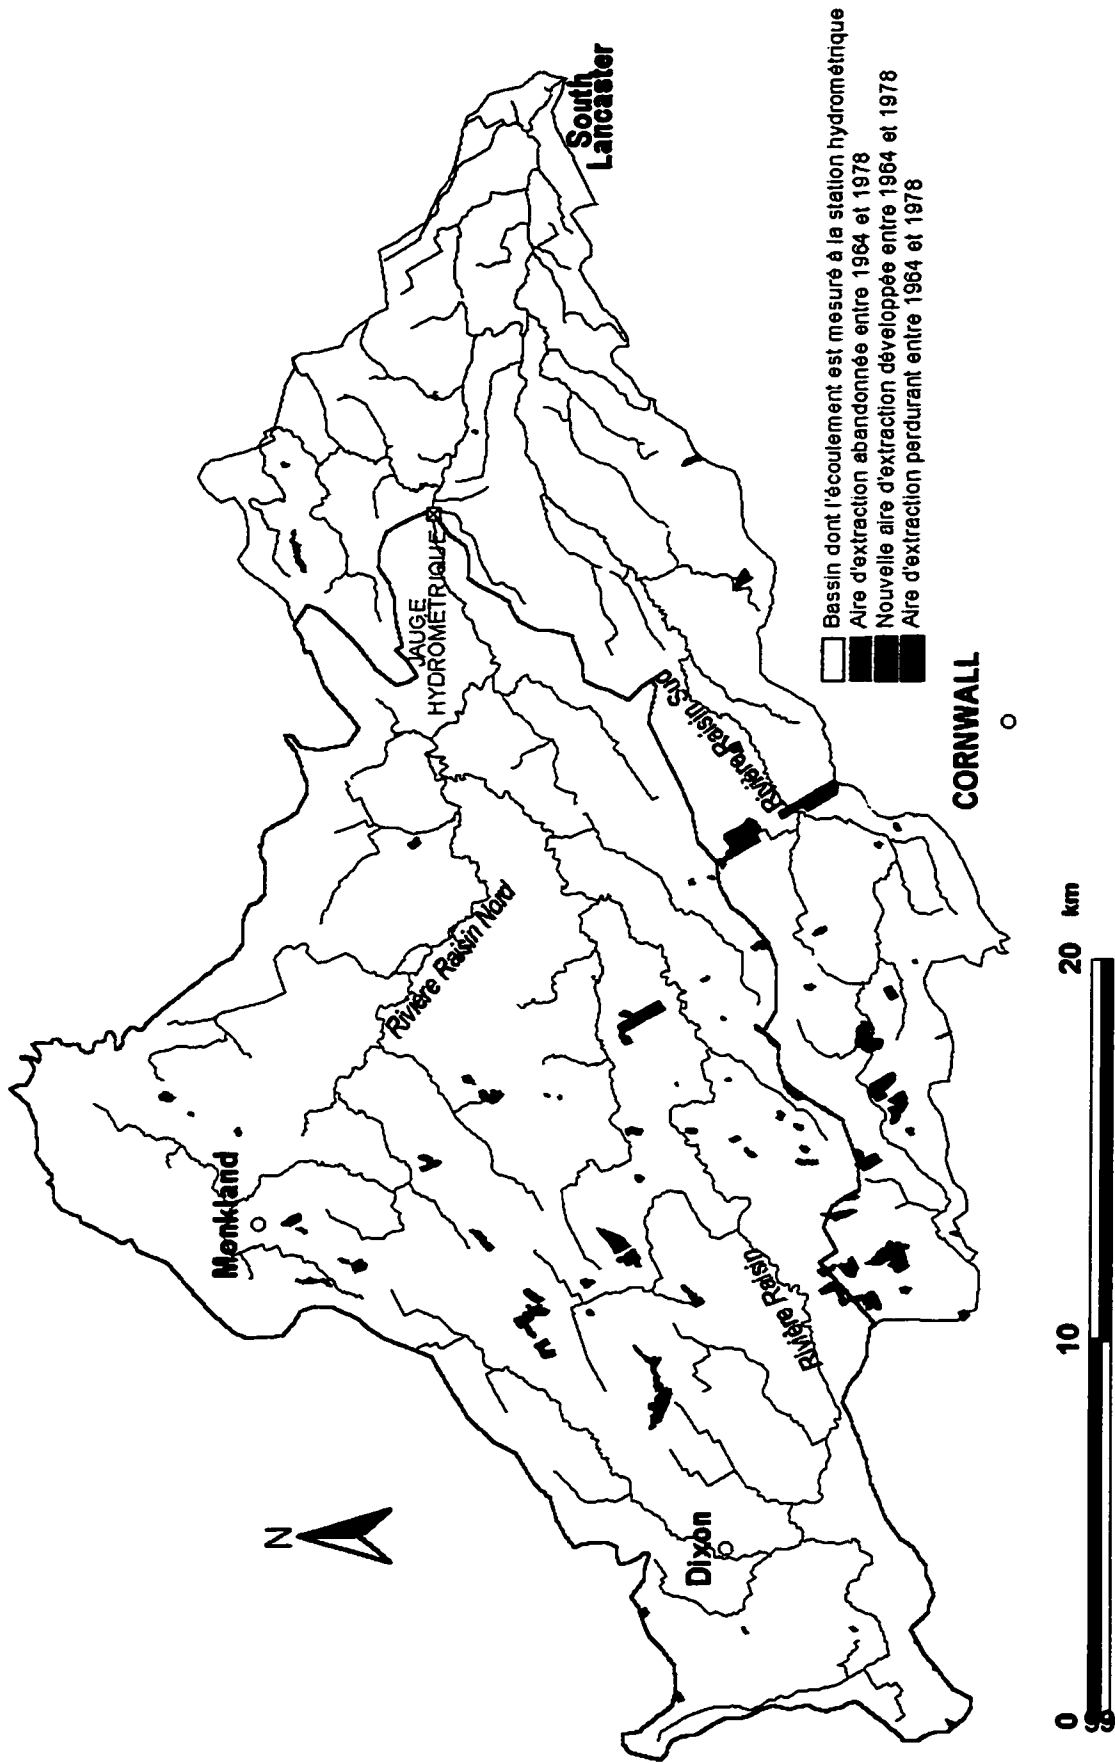 N
Monkland
Dixon
South
Lancaster
CORNWALL
JAUGE
HYDROMÉTRIQUE
Rivière Raisin Nord
Rivière Raisin
Rivière Raisin Sud
Bassin dont l'écoulement est mesuré à la station hydrométrique
Aire d'extraction abandonnée entre 1964 et 1978
Nouvelle aire d'extraction développée entre 1964 et 1978
Aire d'extraction perdurant entre 1964 et 1978
0 10 20 km